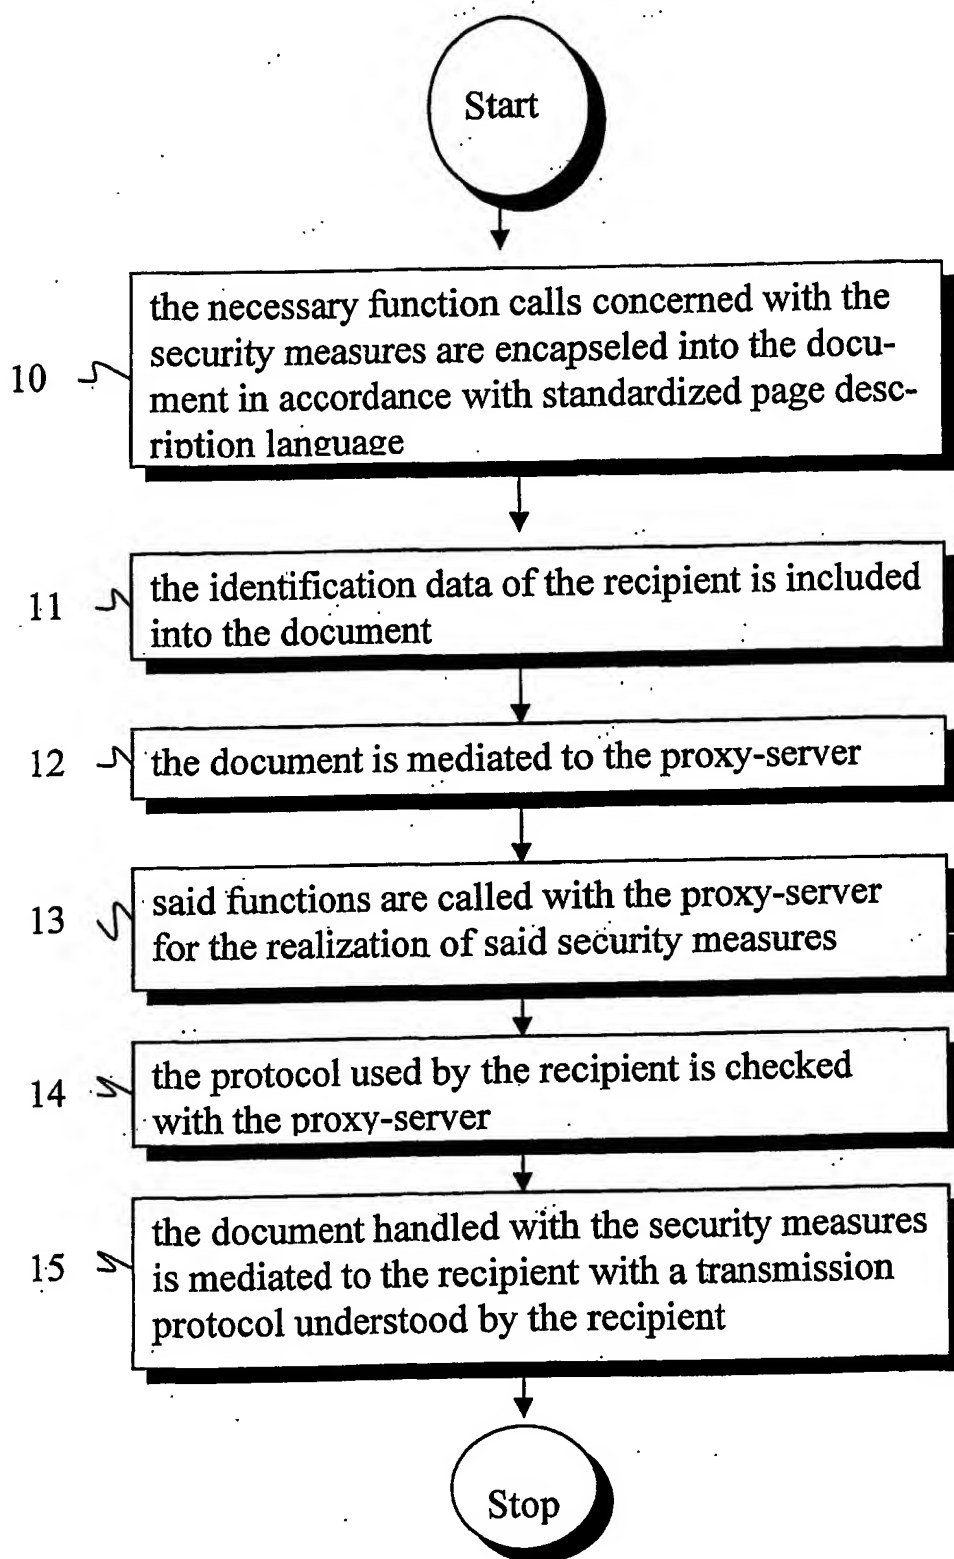 Start
10
the necessary function calls concerned with the
security measures are encapseled into the docu-
ment in accordance with standardized page desc-
ription language
11
the identification data of the recipient is included
into the document
12
the document is mediated to the proxy-server
13
said functions are called with the proxy-server
for the realization of said security measures
14
the protocol used by the recipient is checked
with the proxy-server
15
the document handled with the security measures
is mediated to the recipient with a transmission
protocol understood by the recipient
Stop